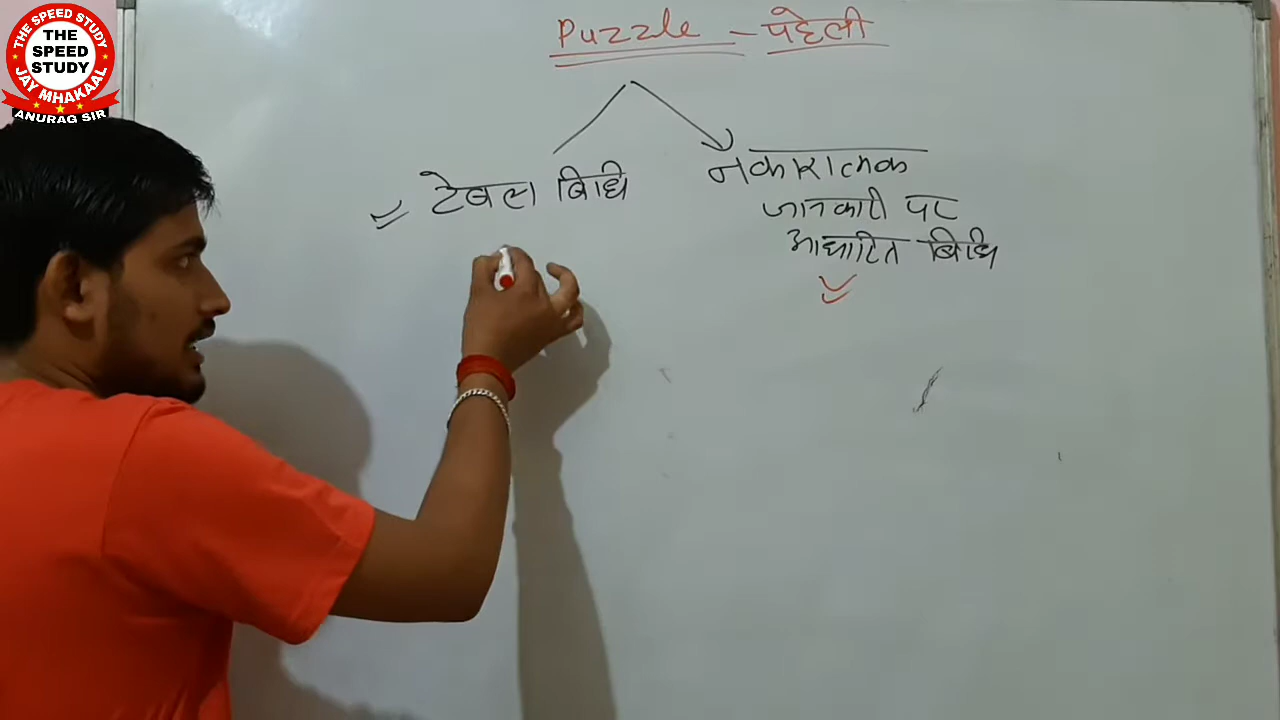 THE SPEED STUDY
THE
SPEED
STUDY
JAY MHAKAAL
ANURAG SIR
Puzzle - पहेली
टेबल बिधि
नकारात्मक
जानकारी पर
आधारित बिधि